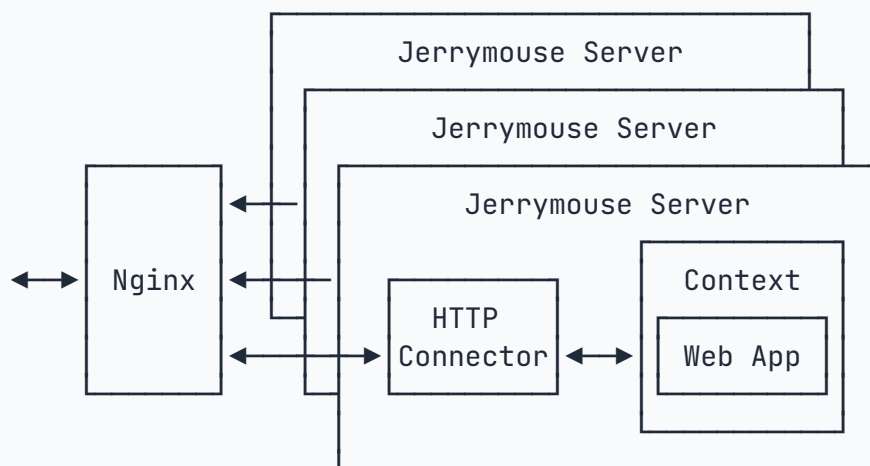 Jerrymouse Server
Jerrymouse Server
Jerrymouse Server
Nginx
HTTP
Connector
Context
Web App